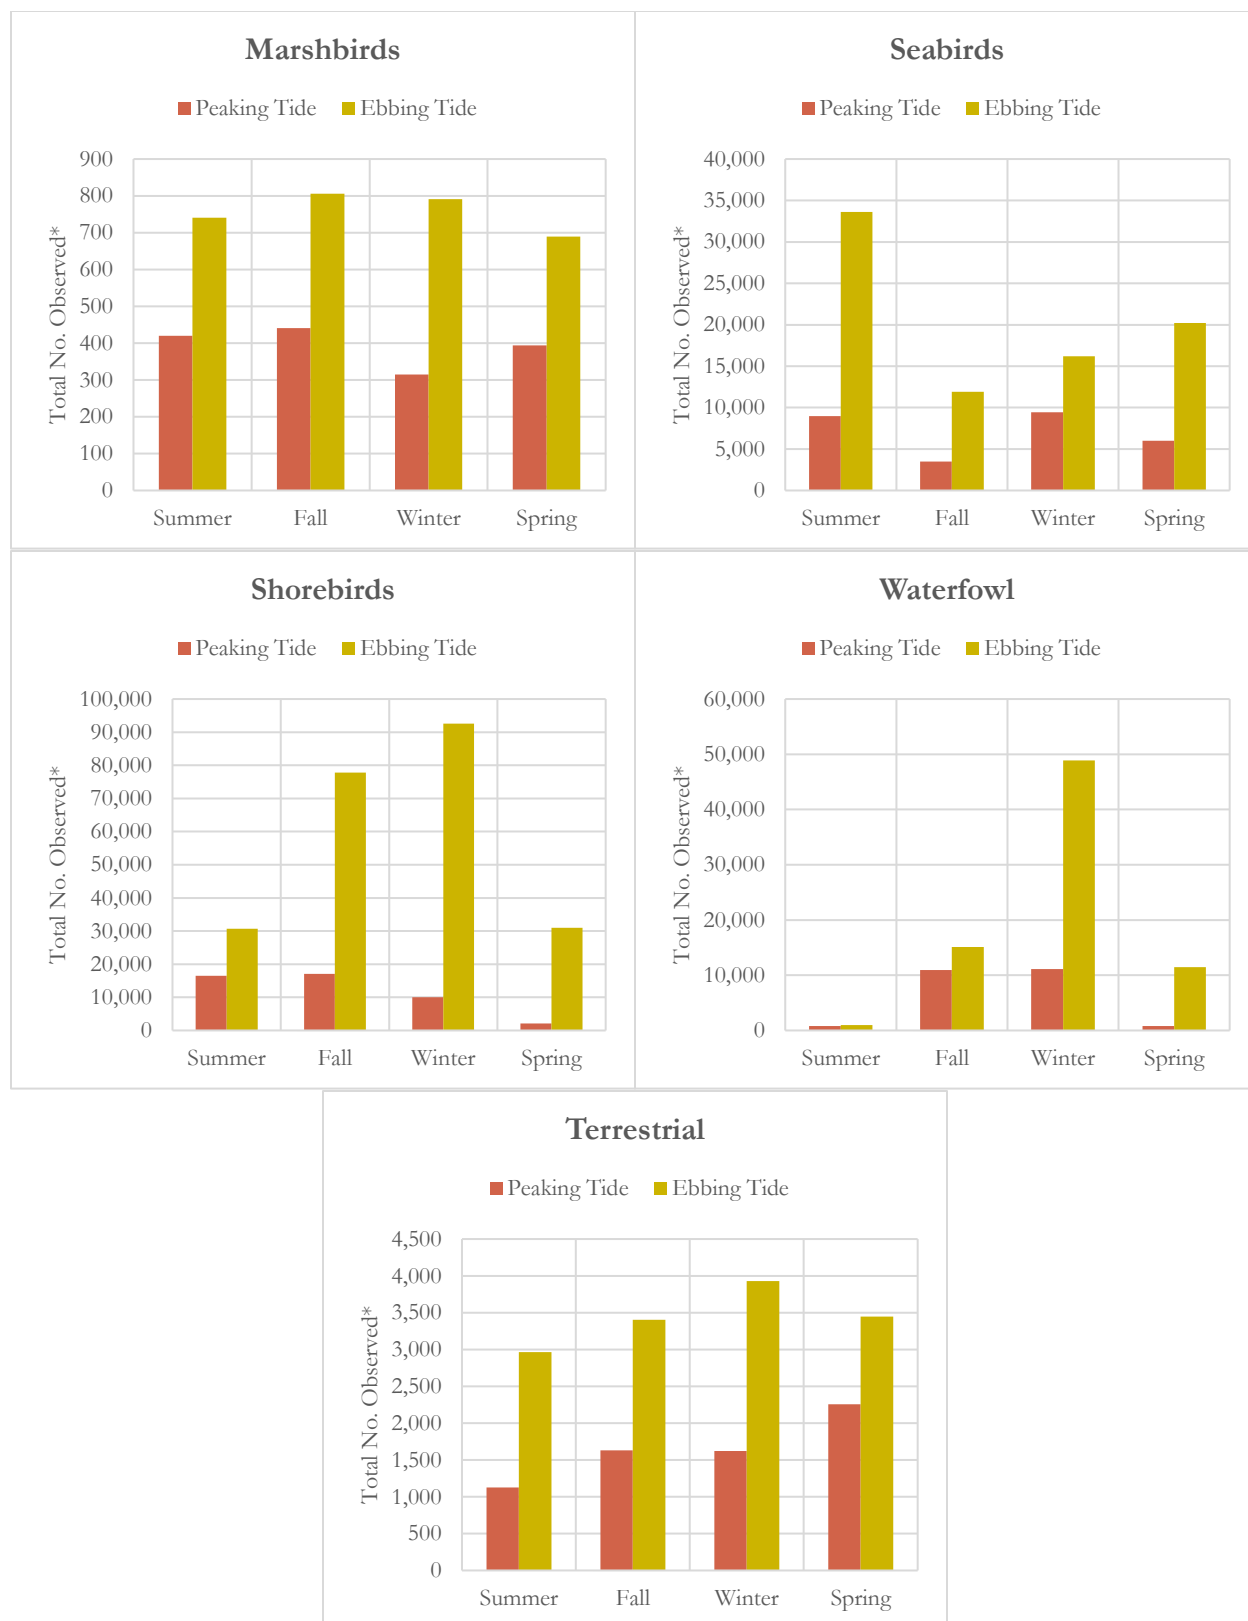 Marshbirds
Peaking Tide Ebbing Tide
Total No. Observed*
900
800
700
600
500
400
300
200
100
0
Summer Fall Winter Spring
Seabirds
Peaking Tide Ebbing Tide
Total No. Observed*
40,000
35,000
30,000
25,000
20,000
15,000
10,000
5,000
0
Summer Fall Winter Spring
Shorebirds
Peaking Tide Ebbing Tide
Total No. Observed*
100,000
90,000
80,000
70,000
60,000
50,000
40,000
30,000
20,000
10,000
0
Summer Fall Winter Spring
Waterfowl
Peaking Tide Ebbing Tide
Total No. Observed*
60,000
50,000
40,000
30,000
20,000
10,000
0
Summer Fall Winter Spring
Terrestrial
Peaking Tide Ebbing Tide
Total No. Observed*
4,500
4,000
3,500
3,000
2,500
2,000
1,500
1,000
500
0
Summer Fall Winter Spring